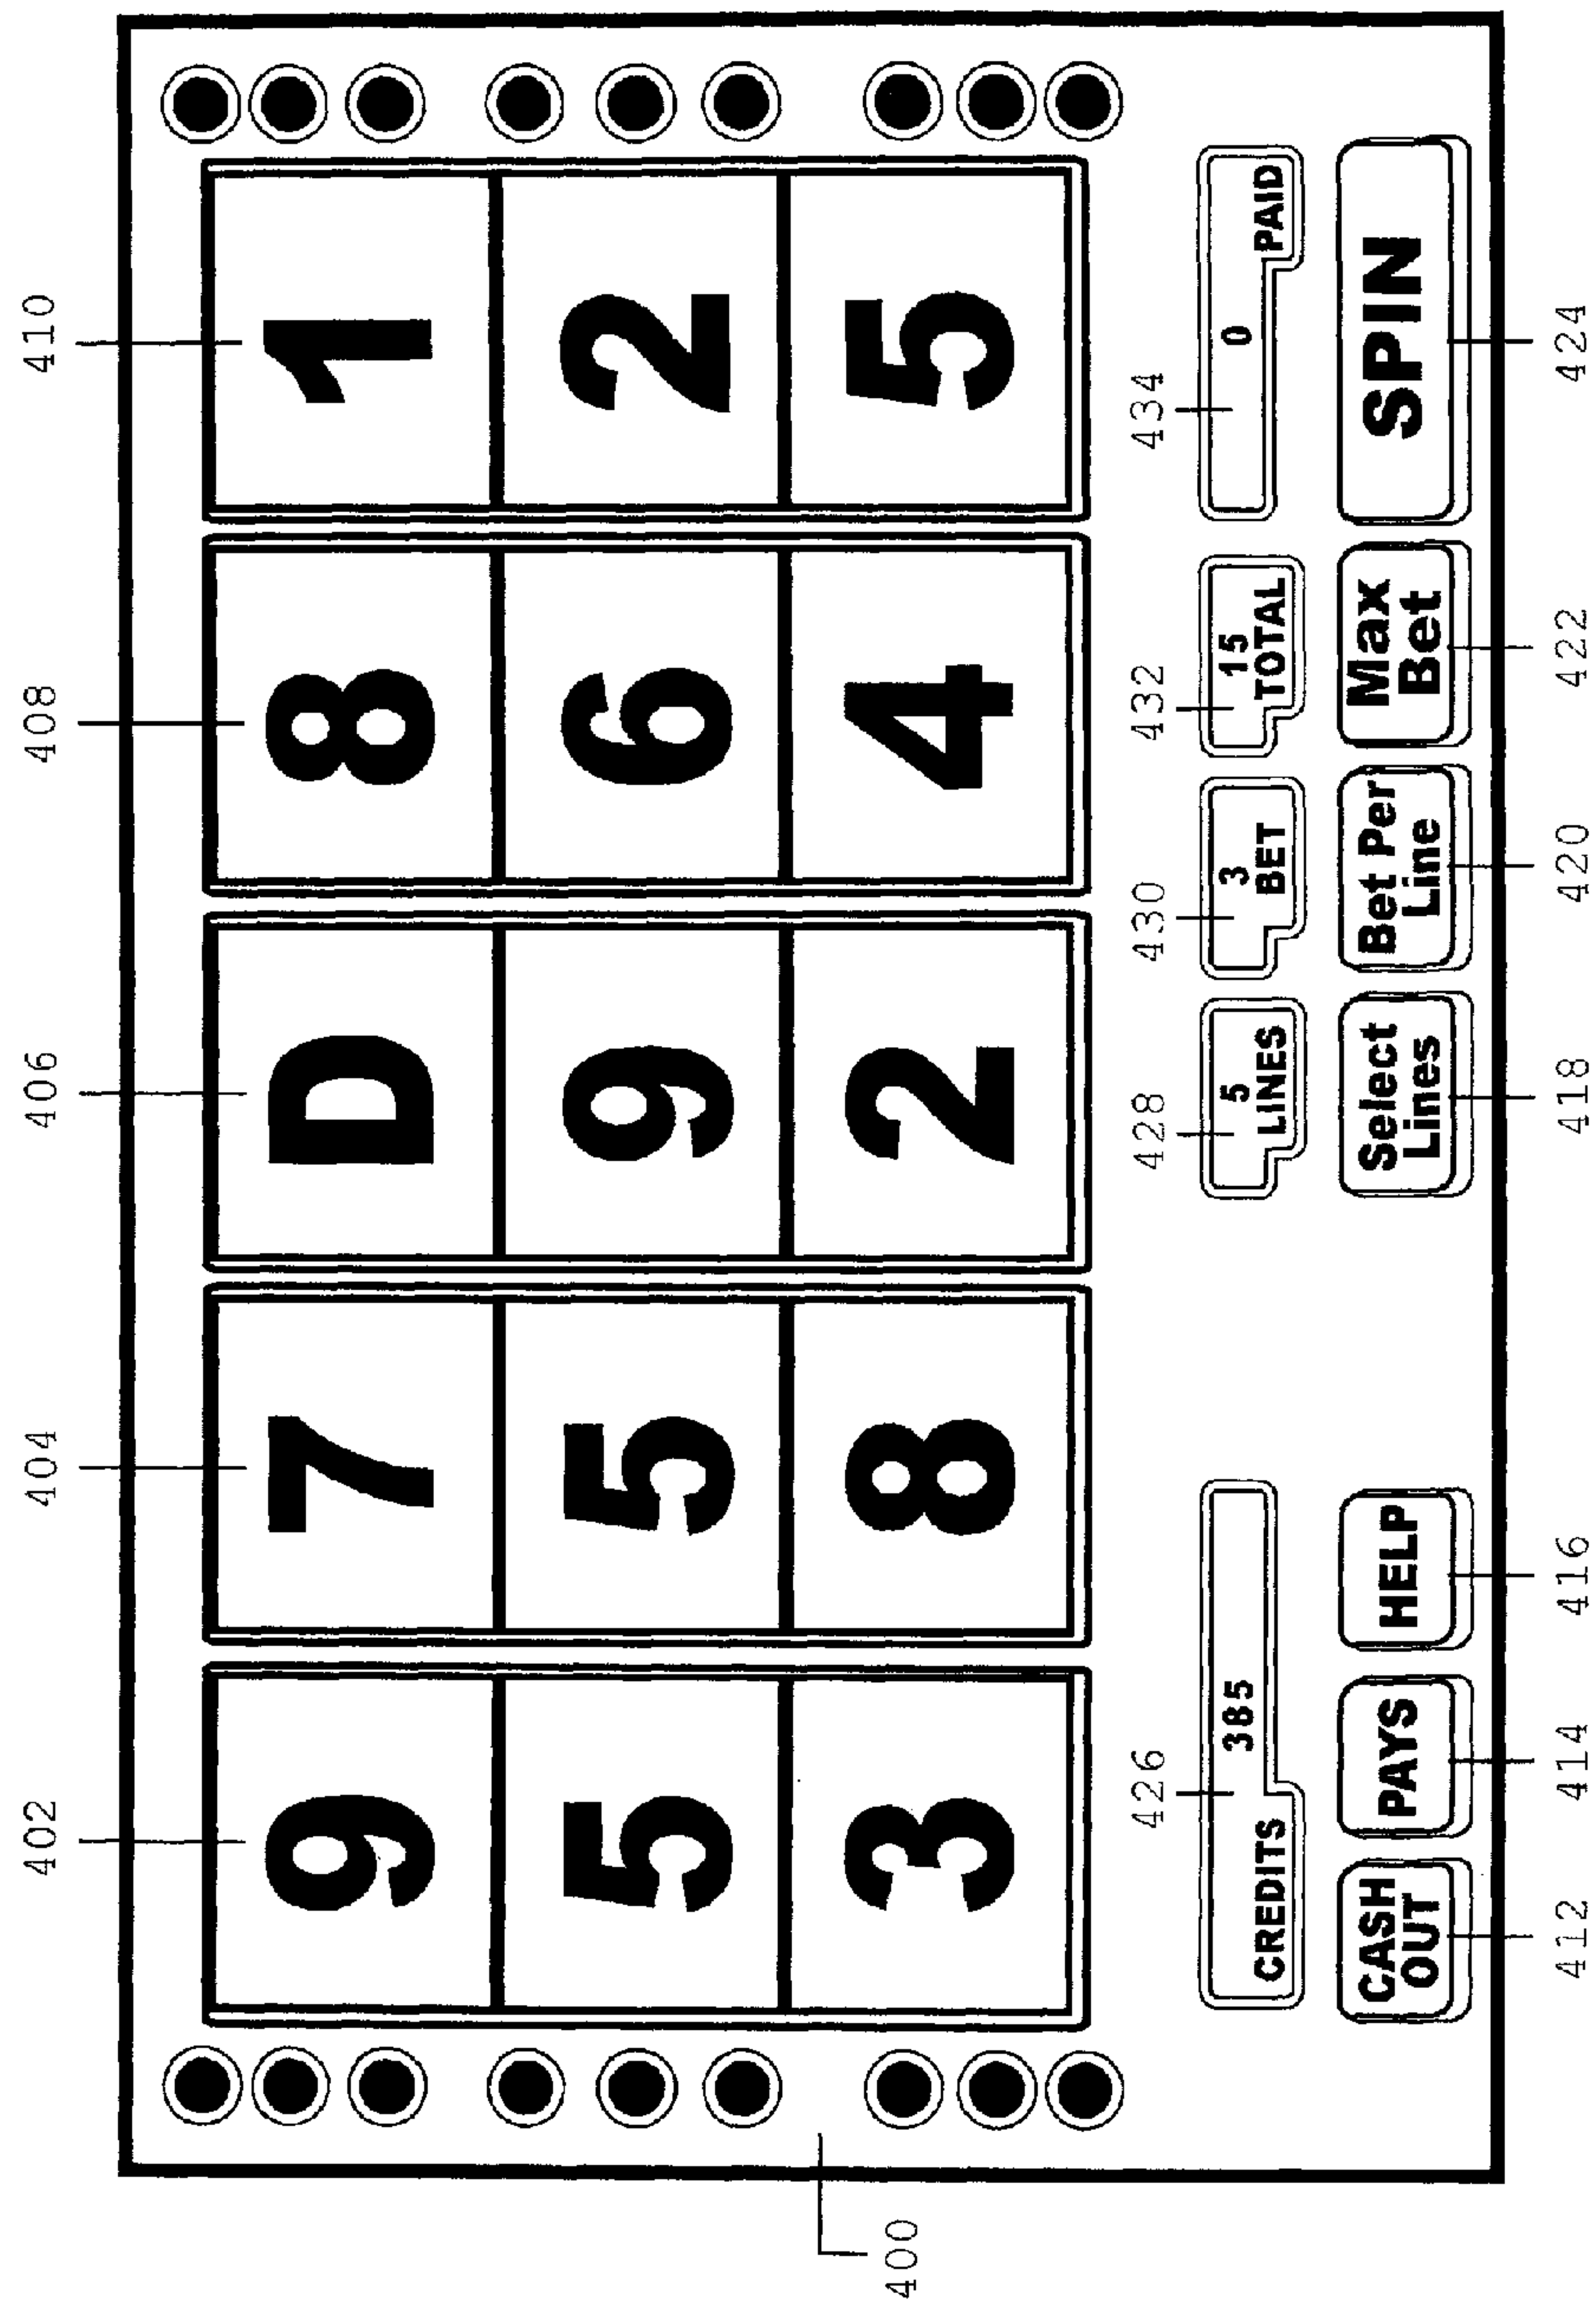 402 404 406 408 410
9 7 D 8 1
5 5 9 6 2
3 8 2 4 5
426 428 430 432 434
385 5 3 15 0
CREDITS LINES BET TOTAL PAID
CASH OUT
PAYS
HELP
Select
Lines
Bet Per
Line
Max
Bet
SPIN
412 414 416 418 420 422 424
400